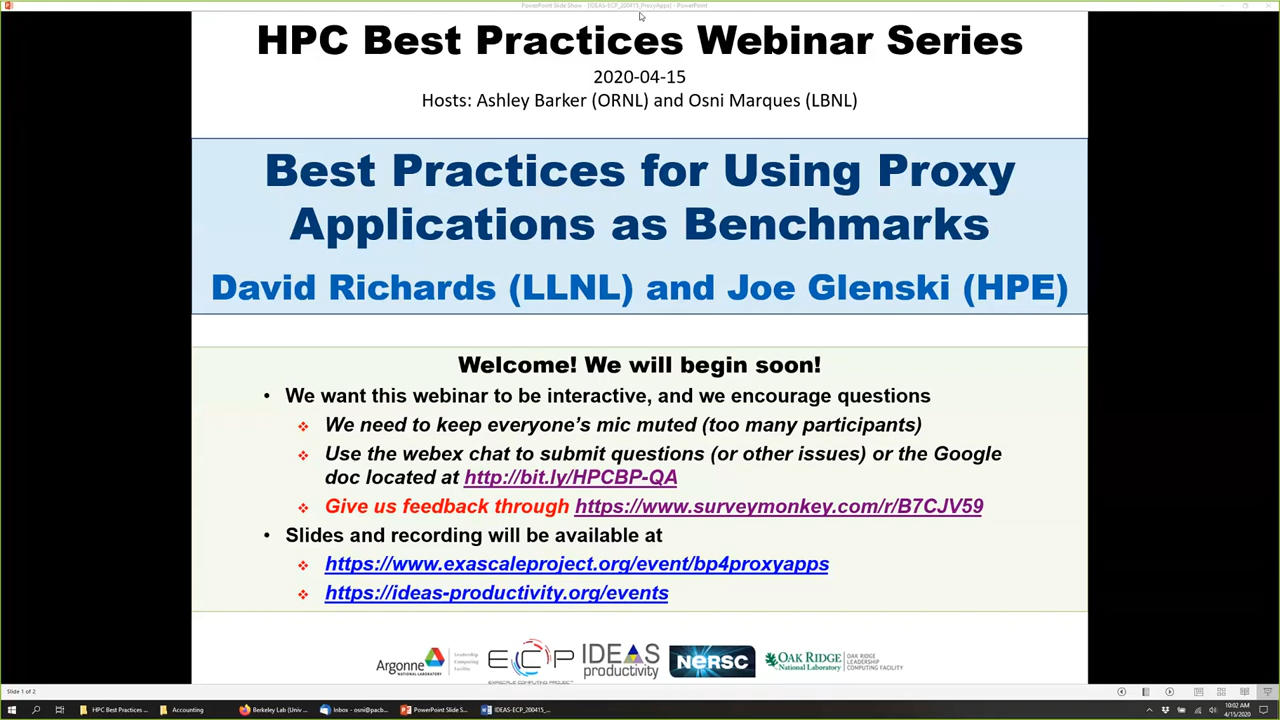 PowerPoint Slide Show - [IDEAS-ECP_200415_ProxyApps] - PowerPoint
HPC Best Practices Webinar Series
2020-04-15
Hosts: Ashley Barker (ORNL) and Osni Marques (LBNL)
Best Practices for Using Proxy
Applications as Benchmarks
David Richards (LLNL) and Joe Glenski (HPE)
Welcome! We will begin soon!
• We want this webinar to be interactive, and we encourage questions
❖ We need to keep everyone's mic muted (too many participants)
❖ Use the webex chat to submit questions (or other issues) or the Google
doc located at http://bit.ly/HPCBP-QA
❖ Give us feedback through https://www.surveymonkey.com/r/B7CJV59
• Slides and recording will be available at
❖ https://www.exascaleproject.org/event/bp4proxyapps
❖ https://ideas-productivity.org/events
Argonne
NATIONAL LABORATORY
Leadership
Computing
Facility
ECP
EXASCALE COMPUTING PROJECT
IDEAS
productivity
NERSC
OAK RIDGE
National Laboratory
OAK RIDGE
LEADERSHIP
COMPUTING FACILITY
Slide 1 of 2
HPC Best Practices ...
Accounting
Berkeley Lab (Univ ...
Inbox - osni@pacb...
PowerPoint Slide S...
IDEAS-ECP_200415_...
10:02 AM
4/15/2020